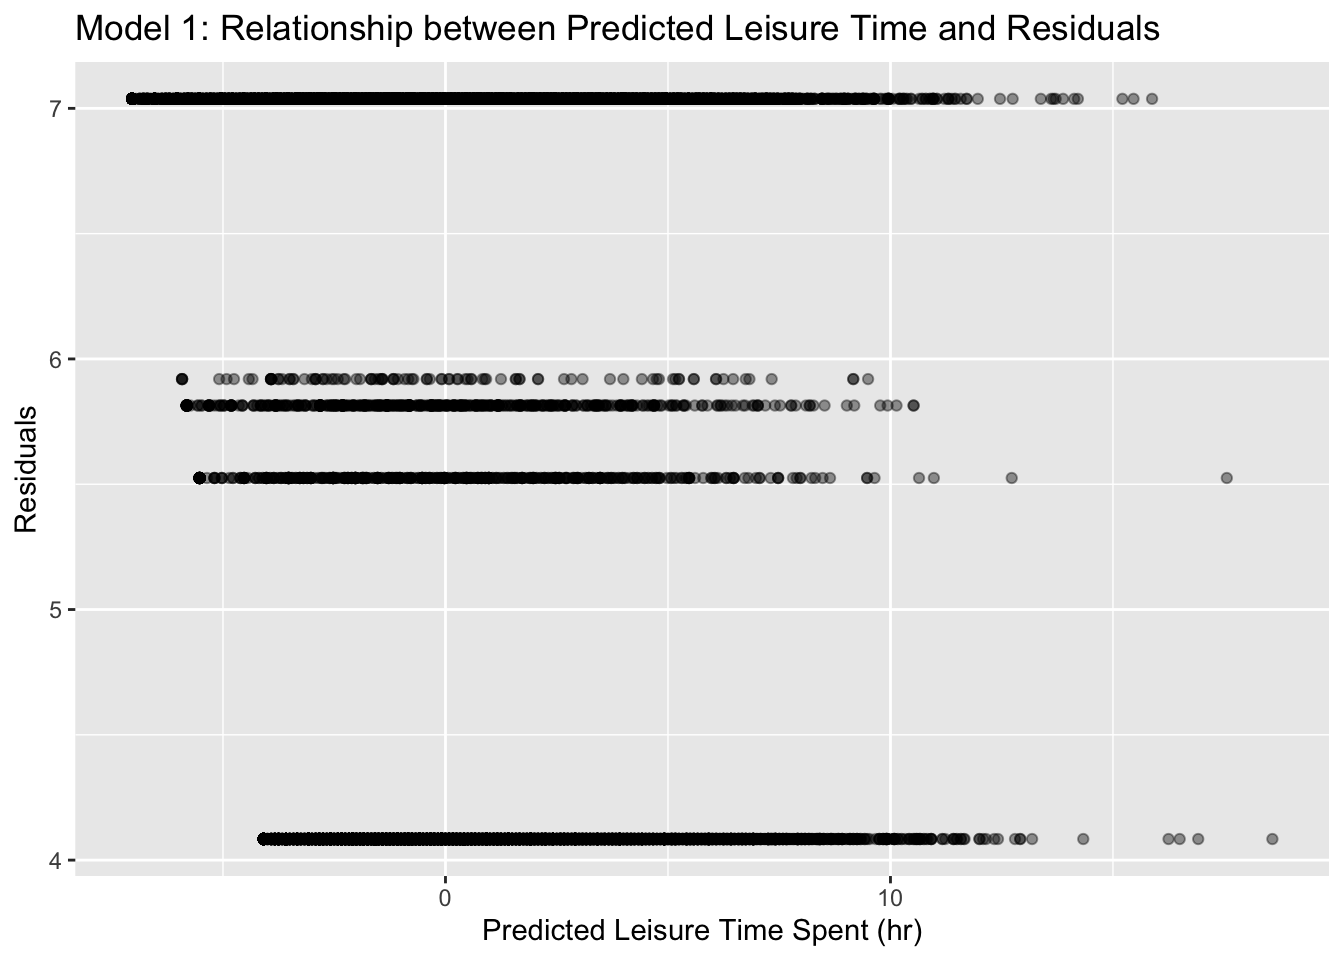 Model 1: Relationship between Predicted Leisure Time and Residuals
7
6
5
4
Residuals
0 10
Predicted Leisure Time Spent (hr)